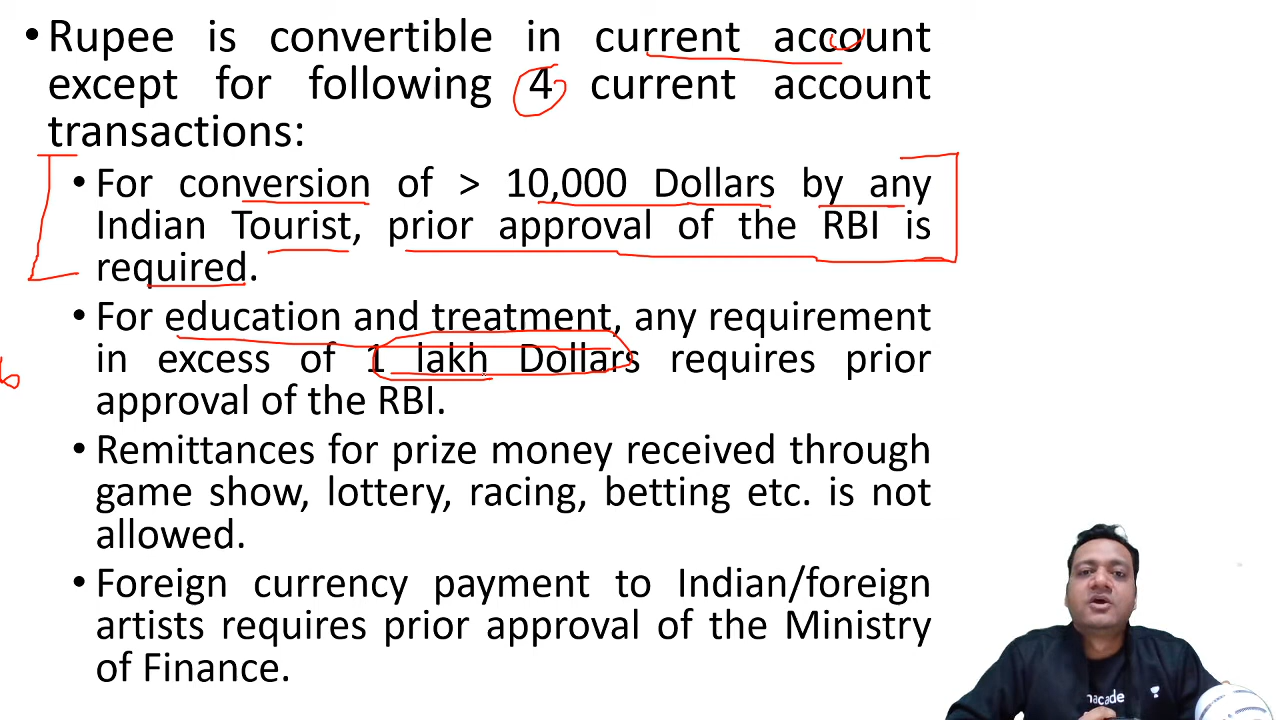 • Rupee is convertible in current account
except for following 4 current account
transactions:
• For conversion of > 10,000 Dollars by any
Indian Tourist, prior approval of the RBI is
required.
• For education and treatment, any requirement
in excess of 1 lakh Dollars requires prior
approval of the RBI.
• Remittances for prize money received through
game show, lottery, racing, betting etc. is not
allowed.
• Foreign currency payment to Indian/foreign
artists requires prior approval of the Ministry
of Finance.